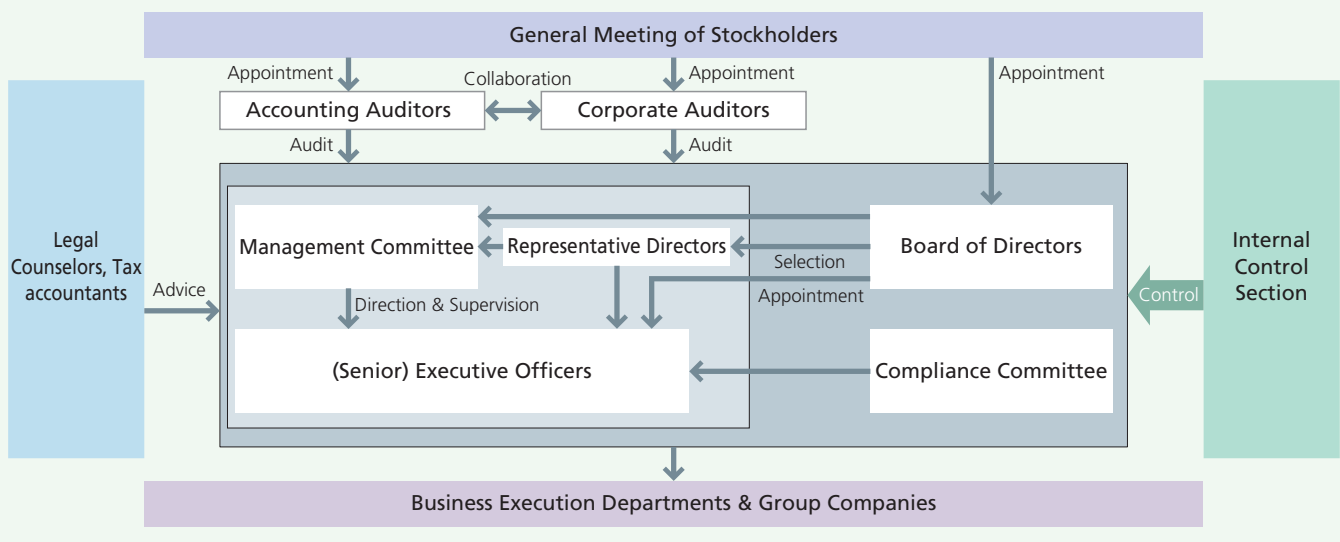 General Meeting of Stockholders
Appointment
Collaboration
Appointment
Appointment
Accounting Auditors
Corporate Auditors
Audit
Audit
Legal
Counselors, Tax
accountants
Advice
Management Committee
Representative Directors
Board of Directors
Selection
Appointment
Direction & Supervision
(Senior) Executive Officers
Compliance Committee
Control
Internal
Control
Section
Business Execution Departments & Group Companies